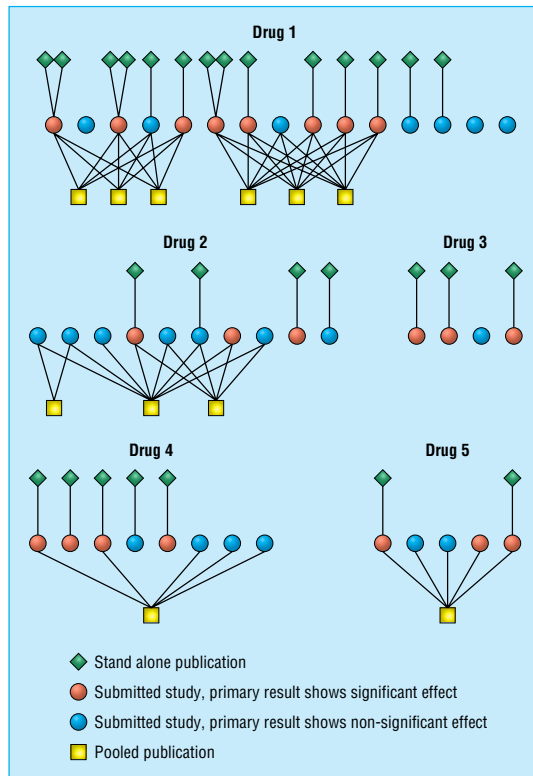 Drug 1
Drug 2
Drug 3
Drug 4
Drug 5
Stand alone publication
Submitted study, primary result shows significant effect
Submitted study, primary result shows non-significant effect
Pooled publication